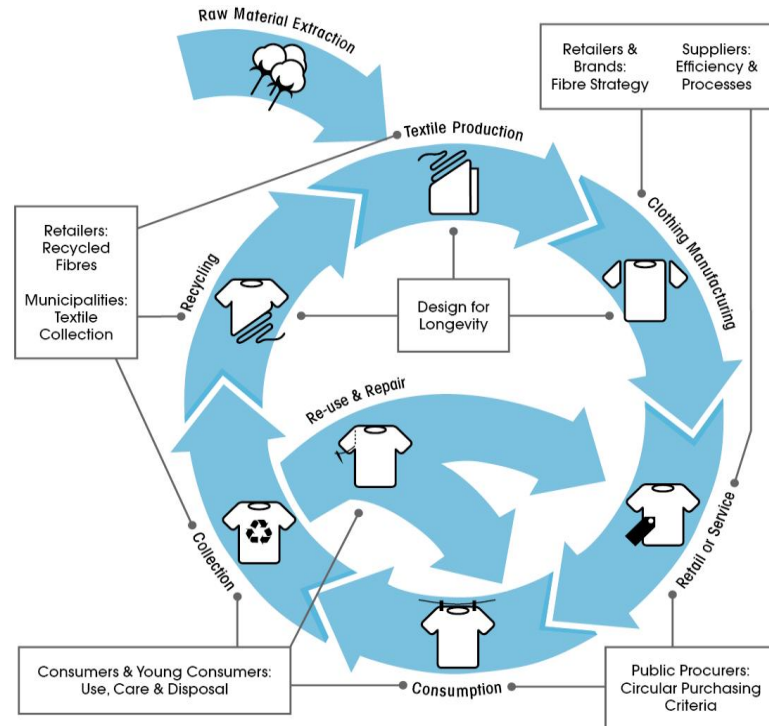 Raw Material Extraction
Retailers &
Brands:
Fibre Strategy
Suppliers:
Efficiency &
Processes
Textile Production
Clothing Manufacturing
Retailers:
Recycled
Fibres
Municipalities:
Textile
Collection
Recycling
Design for
Longevity
Re-use & Repair
Retail or Service
Collection
Consumption
Consumers & Young Consumers:
Use, Care & Disposal
Public Procurers:
Circular Purchasing
Criteria